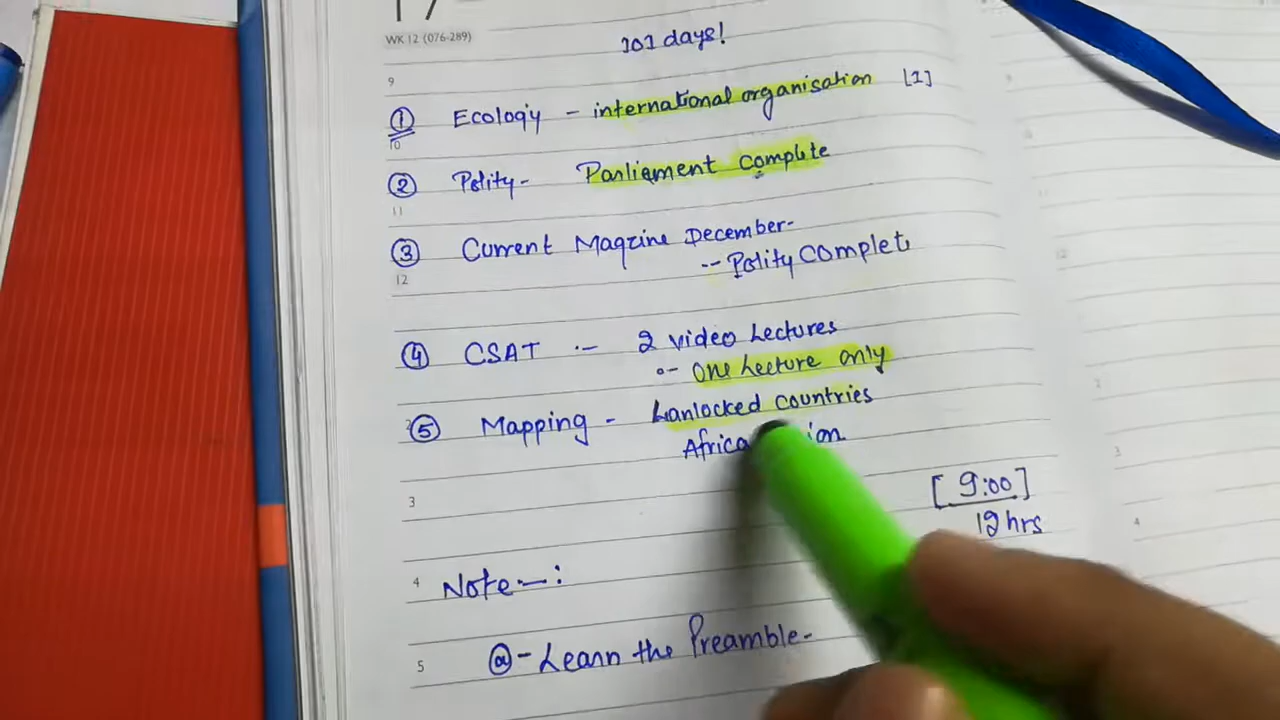 WK 12 (076-289)
101 days!
9
① Ecology - international organisation [1]
10
② Polity- Parliament complete
11
③ Current Magzine December-
-- Polity Complete
12
④ CSAT :- 2 video Lectures
- One Lecture only
⑤ Mapping - Lanlocked countries
Africa
3
[9:00]
12 hrs
4
Note-:
5
ⓐ - Learn the Preamble-